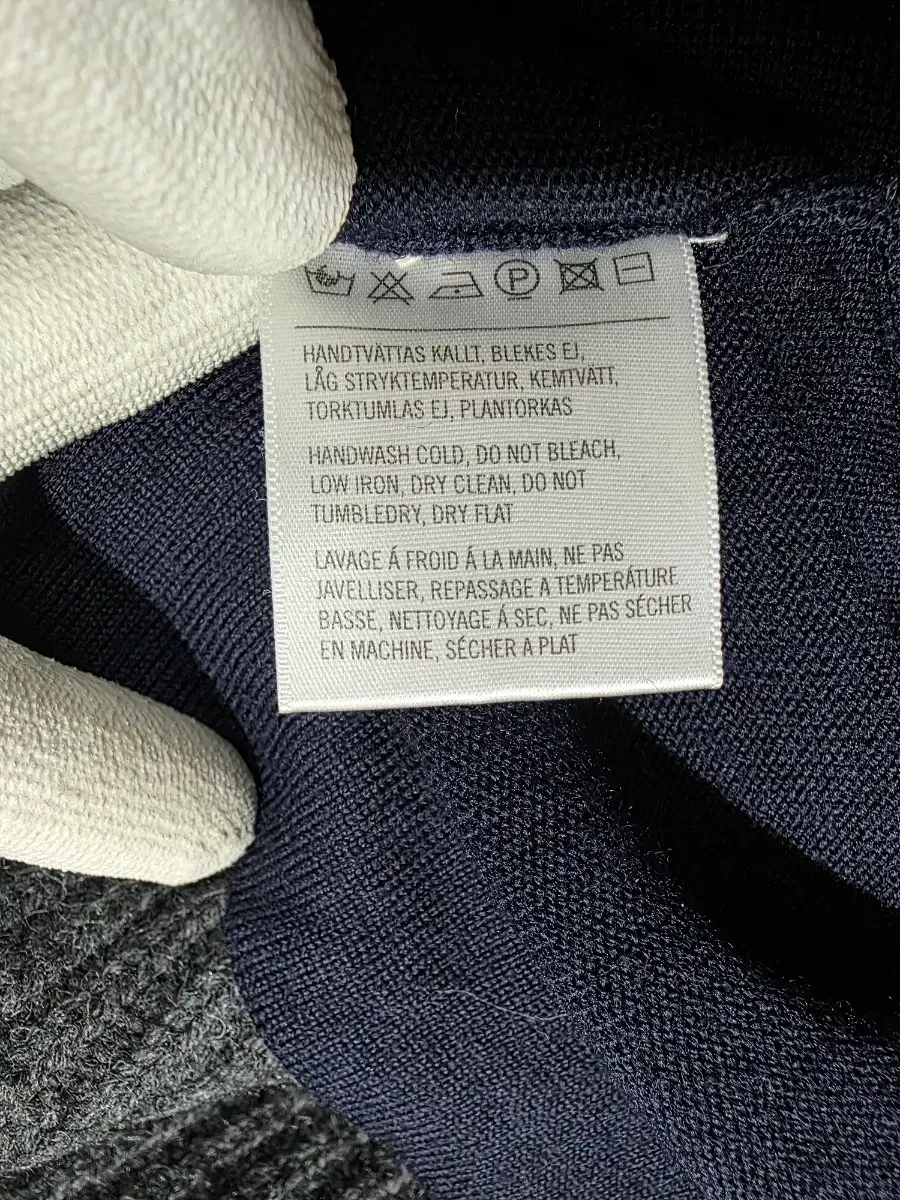 P
HANDTVÄTTAS KALLT, BLEKES EJ,
LÅG STRYKTEMPERATUR, KEMTVÄTT,
TORKTUMLAS EJ, PLANTORKAS
HANDWASH COLD, DO NOT BLEACH,
LOW IRON, DRY CLEAN, DO NOT
TUMBLEDRY, DRY FLAT
LAVAGE Á FROID Á LA MAIN, NE PAS
JAVELLISER, REPASSAGE A TEMPERÁTURE
BASSE, NETTOYAGE Á SEC, NE PAS SÉCHER
EN MACHINE, SÉCHER A PLAT